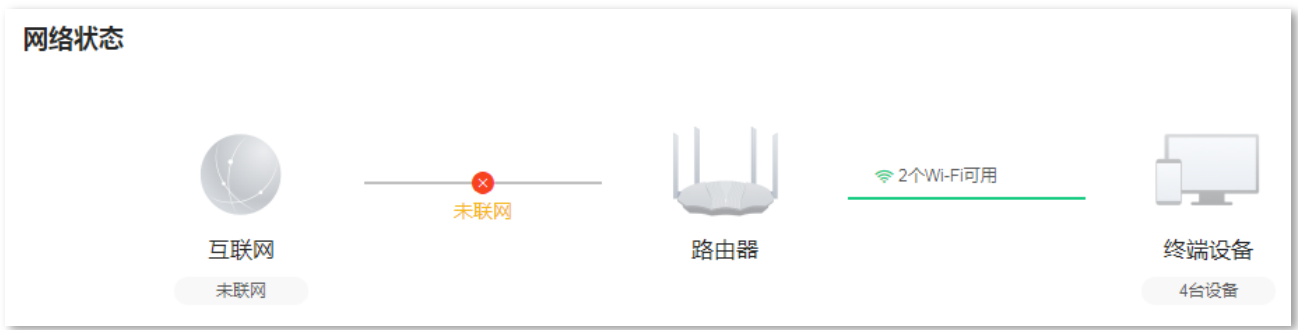 网络状态
2个Wi-Fi可用
未联网
互联网
路由器
终端设备
未联网
4台设备